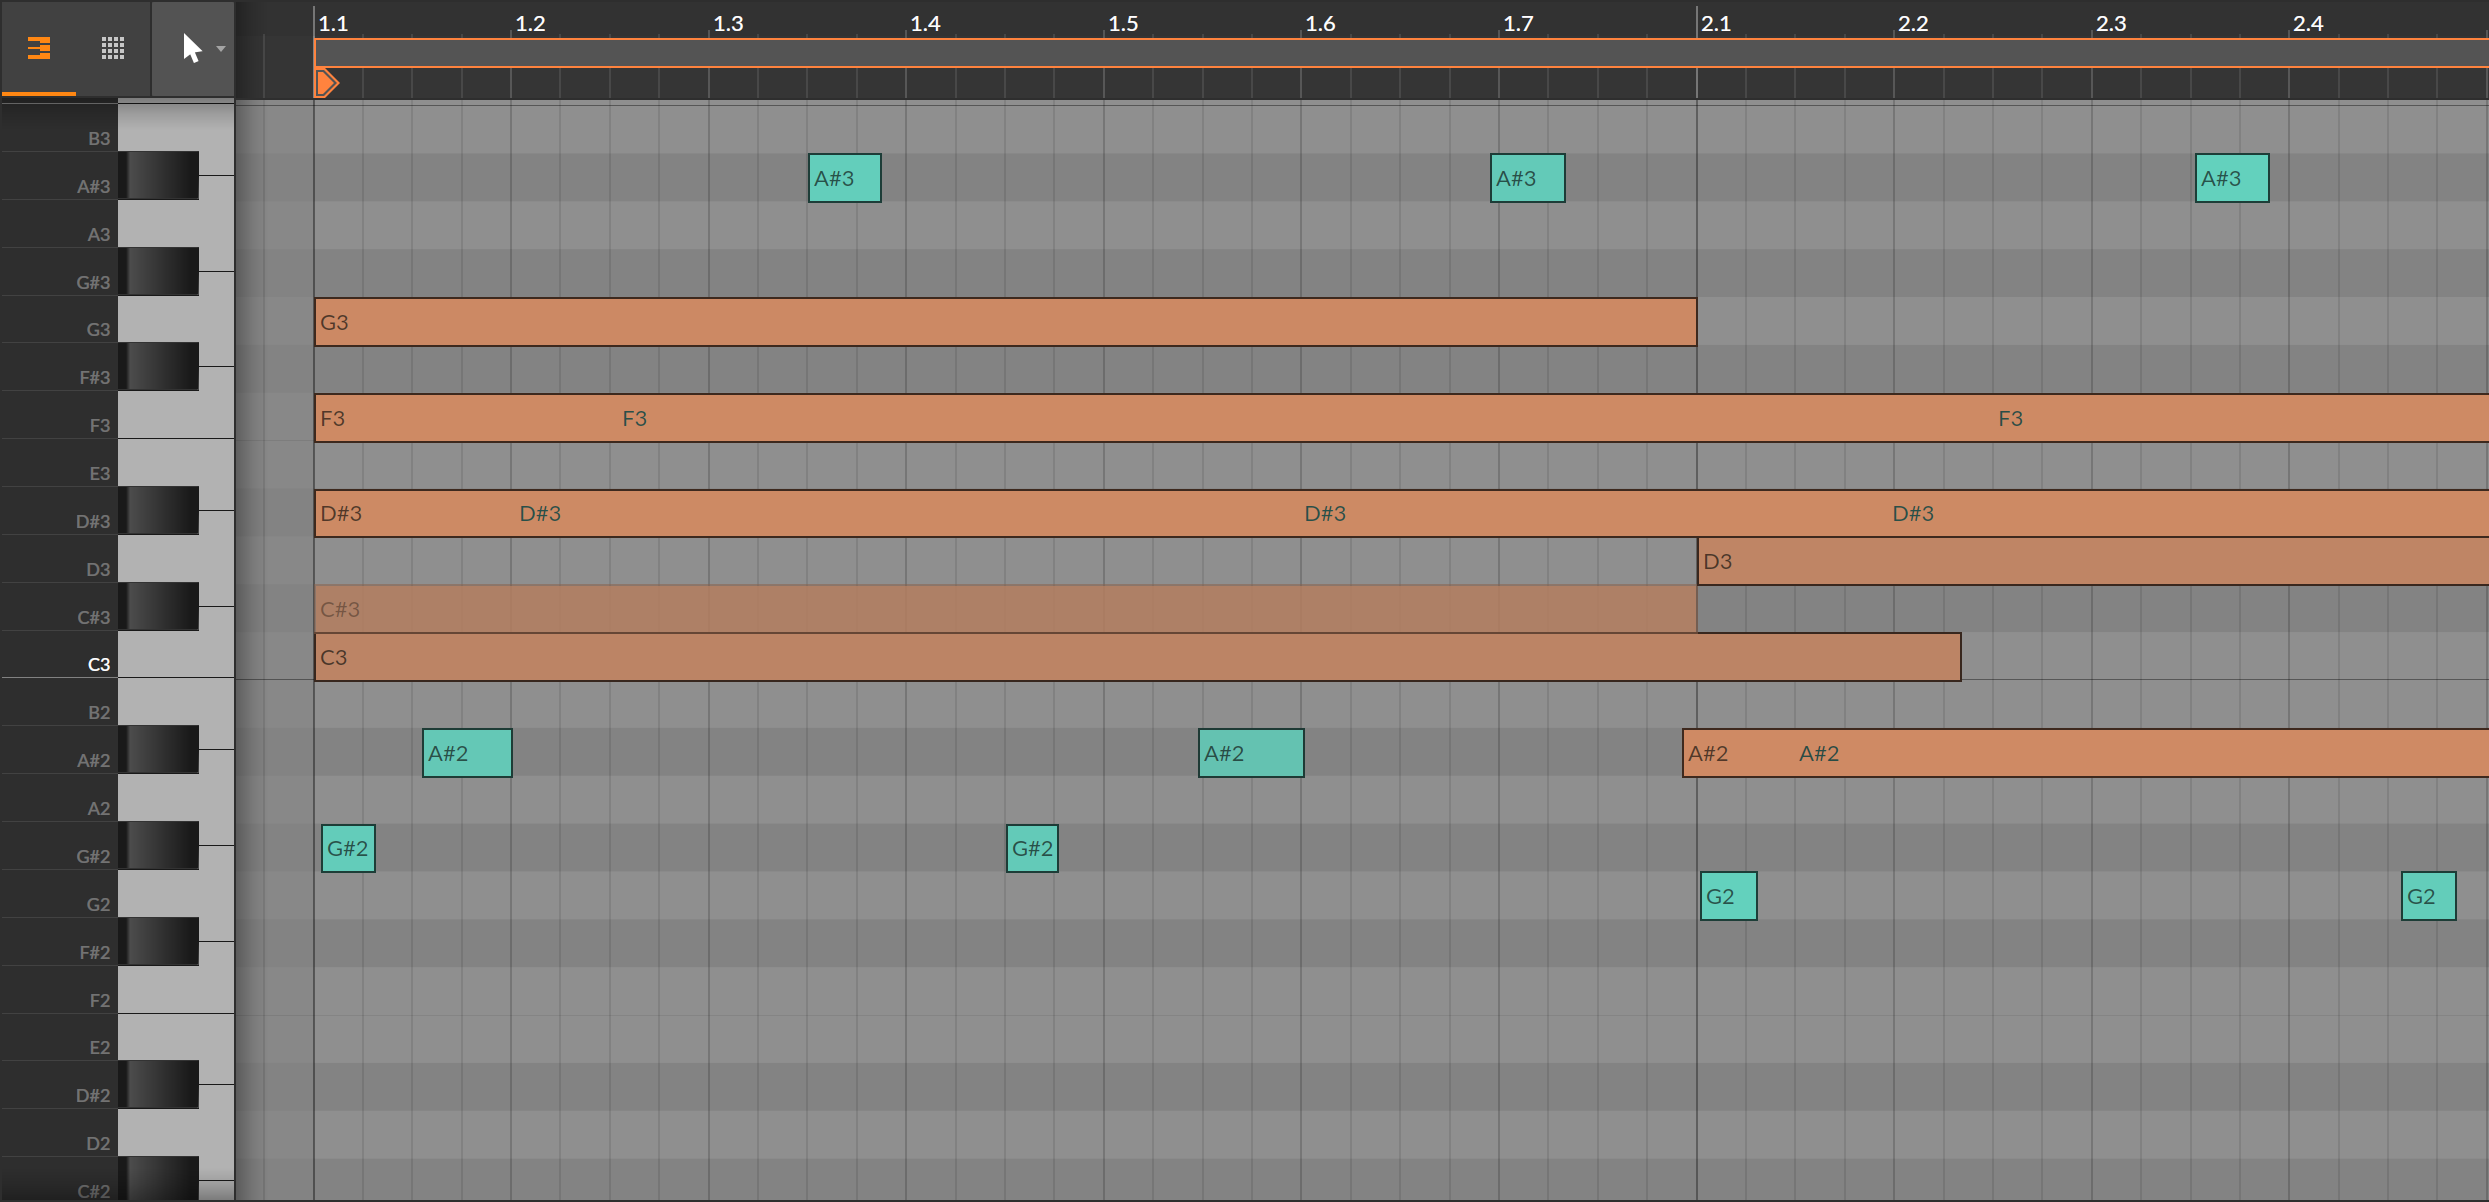 1.1 1.2 1.3 1.4 1.5 1.6 1.7 2.1 2.2 2.3 2.4
B3
A#3 A#3 A#3 A#3
A3
G#3
G3 G3
F#3
F3 F3 F3 F3
E3
D#3 D#3 D#3 D#3 D#3
D3 D3
C#3 C#3
C3 C3
B2
A#2 A#2 A#2 A#2 A#2
A2
G#2 G#2 G#2
G2 G2 G2
F#2
F2
E2
D#2
D2
C#2